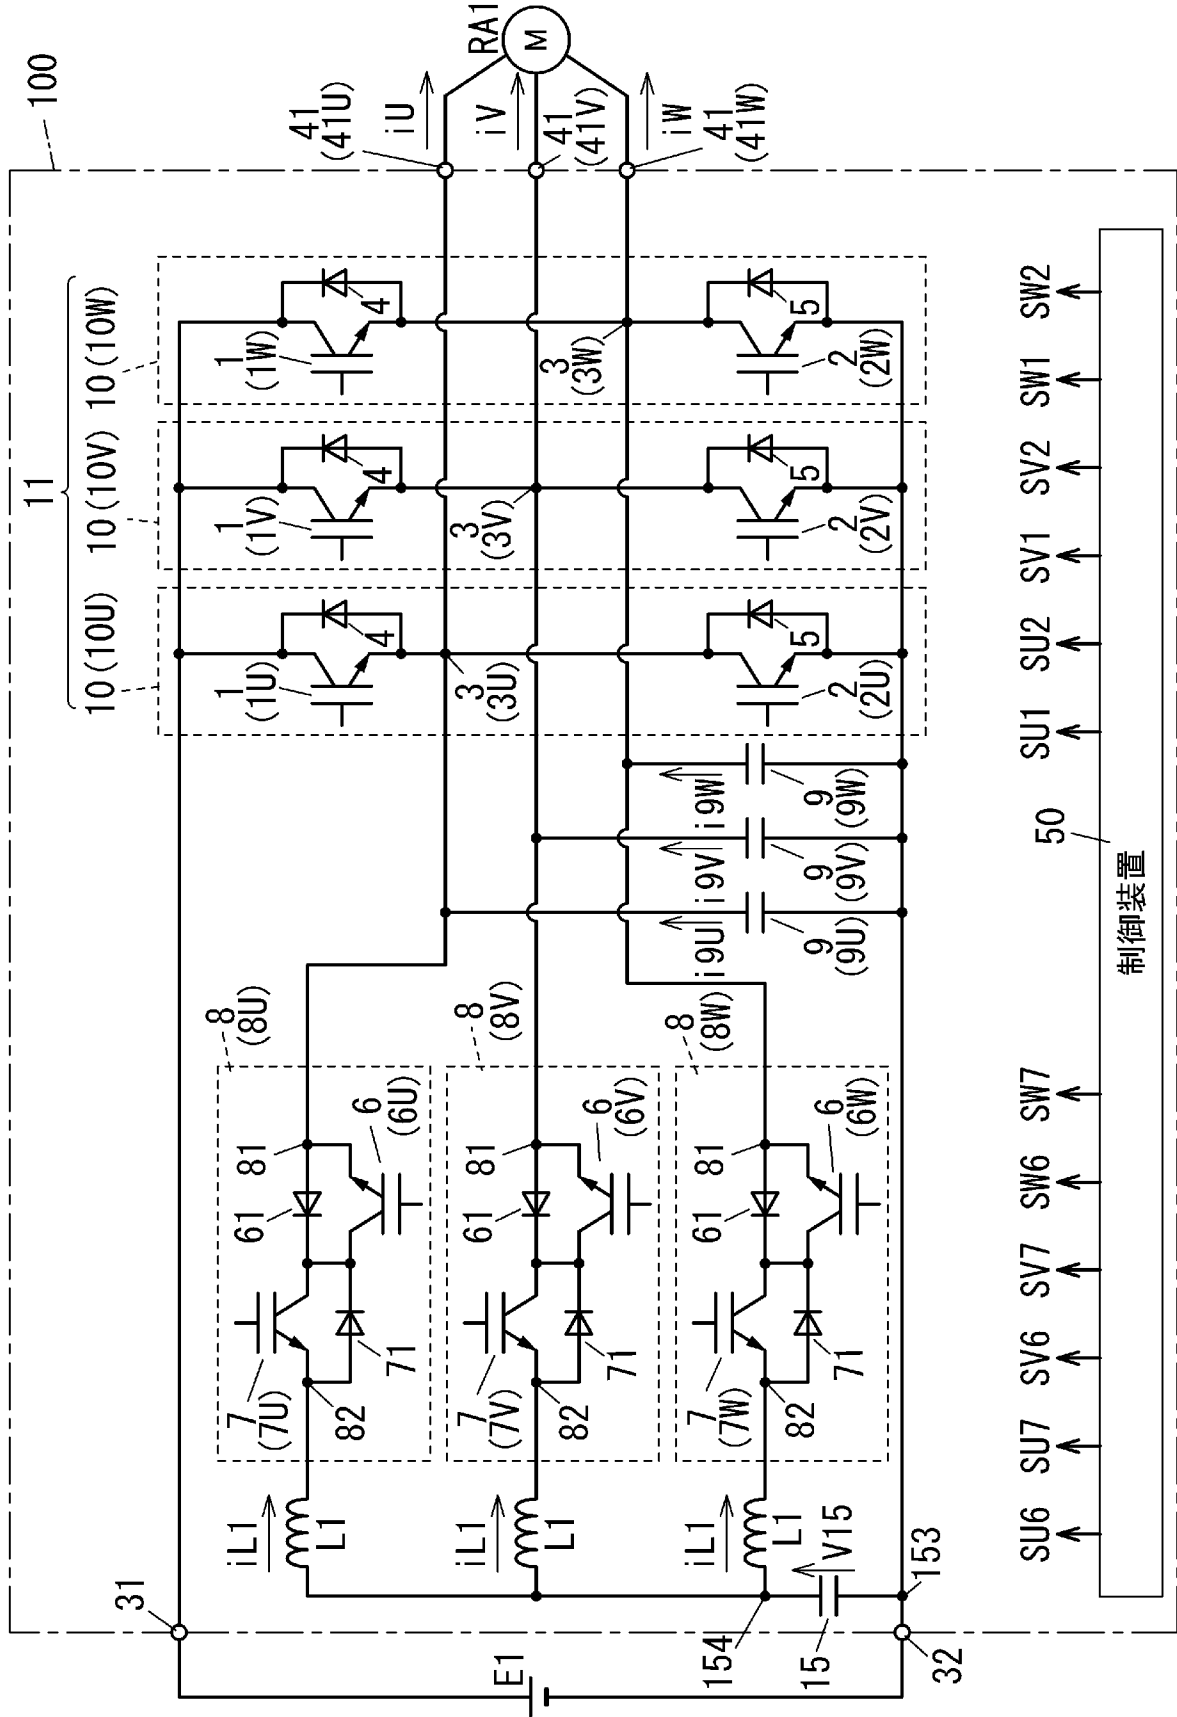 100
11
10(10U)
10(10V)
10(10W)
31
E1
32
15
154
153
V15
iL1
L1
iL1
L1
iL1
L1
8
(8U)
7
(7U)
82
71
61
81
6
(6U)
8
(8V)
7
(7V)
82
71
61
81
6
(6V)
8
(8W)
7
(7W)
82
71
61
81
6
(6W)
i9U
9
(9U)
i9V
9
(9V)
i9W
9
(9W)
1
(1U)
4
3
(3U)
2
(2U)
5
1
(1V)
4
3
(3V)
2
(2V)
5
1
(1W)
4
3
(3W)
2
(2W)
5
41
(41U)
iU
41
(41V)
iV
41
(41W)
iW
RA1
M
SU6
SU7
SV6
SV7
SW6
SW7
SU1
SU2
SV1
SV2
SW1
SW2
50
制御装置